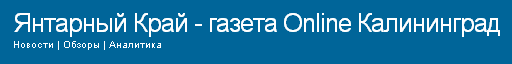 Янтарный Край - газета Online Калининград
Новости | Обзоры | Аналитика